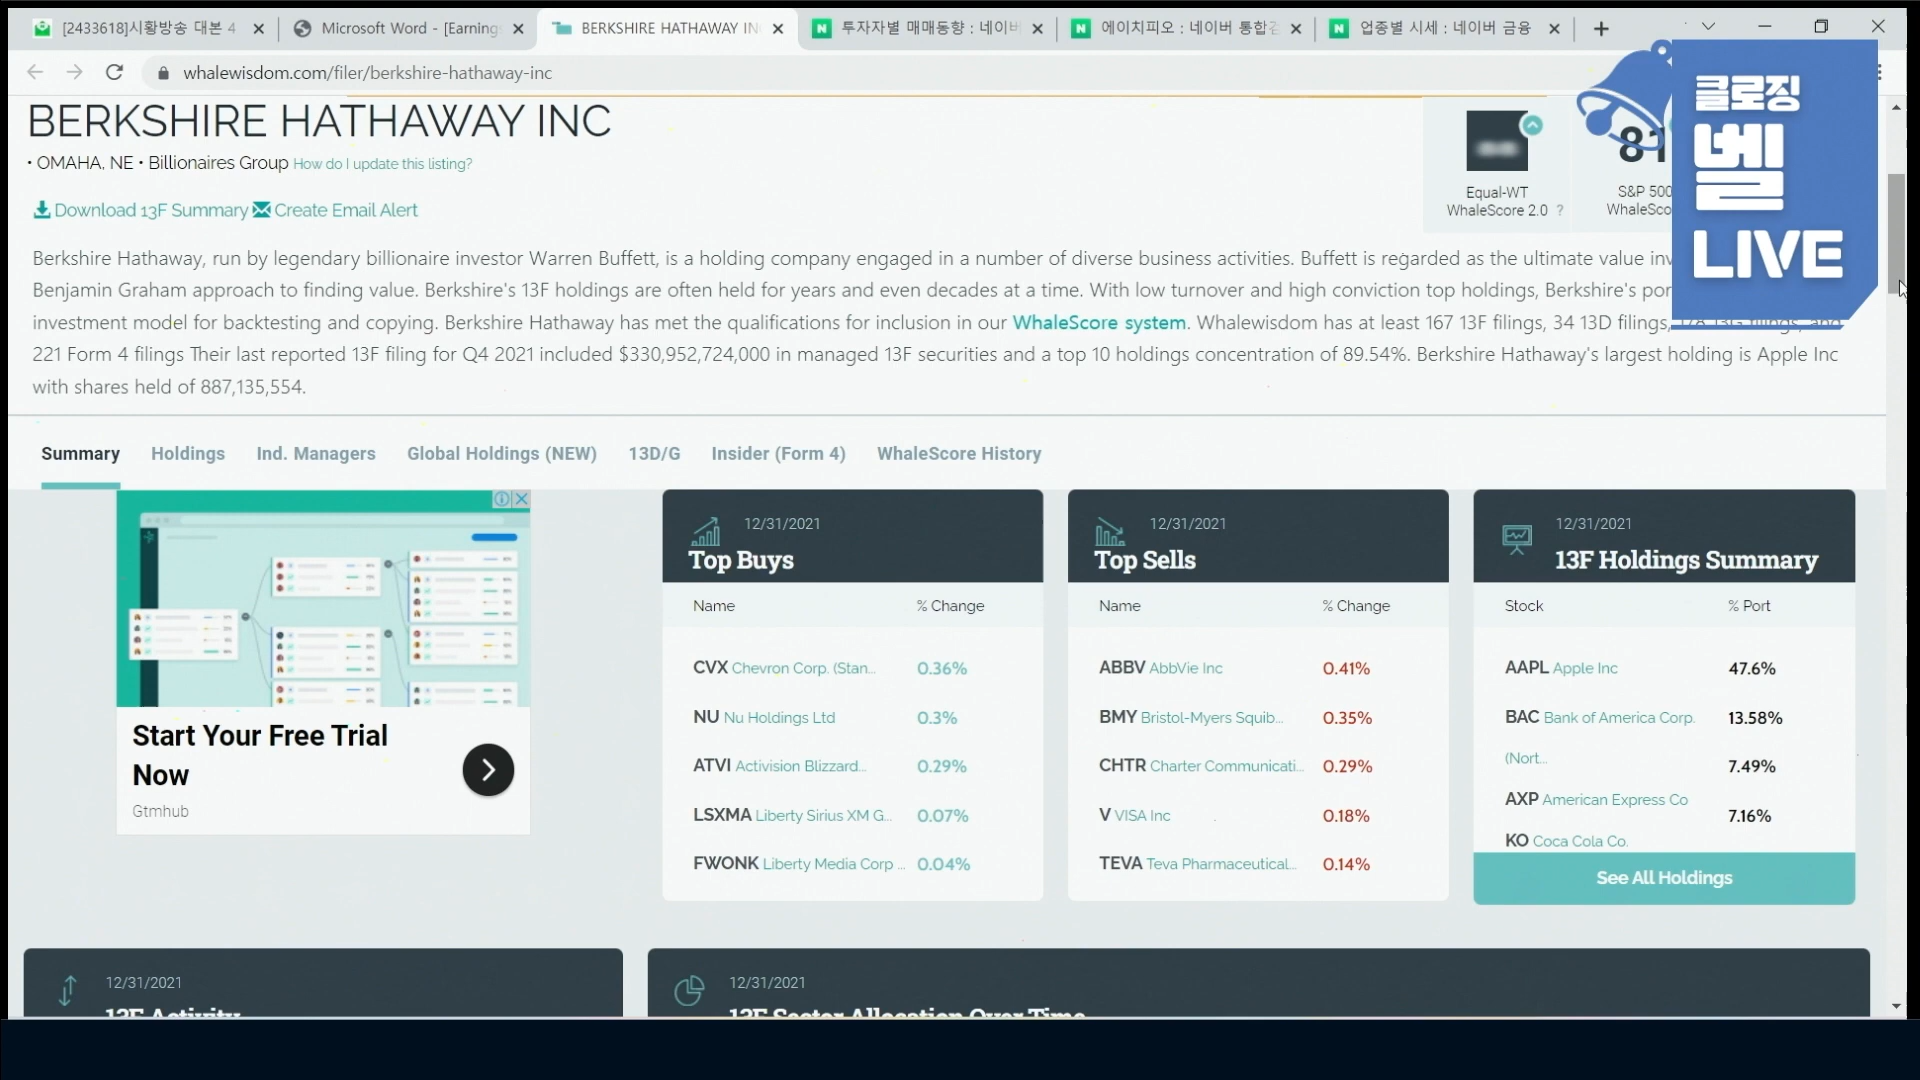 [2433618]시황방송 대본 4
Microsoft Word - [Earning
BERKSHIRE HATHAWAY IN
투자자별 매매동향 : 네이버
에이치피오 : 네이버 통합검
업종별 시세 : 네이버 금융
whalewisdom.com/filer/berkshire-hathaway-inc
클로징
벨
LIVE
BERKSHIRE HATHAWAY INC
• OMAHA, NE • Billionaires Group How do I update this listing?
Download 13F Summary Create Email Alert
Equal-WT
WhaleScore 2.0 ?
81
S&P 500
WhaleSco
Berkshire Hathaway, run by legendary billionaire investor Warren Buffett, is a holding company engaged in a number of diverse business activities. Buffett is regarded as the ultimate value inv
Benjamin Graham approach to finding value. Berkshire's 13F holdings are often held for years and even decades at a time. With low turnover and high conviction top holdings, Berkshire's por
investment model for backtesting and copying. Berkshire Hathaway has met the qualifications for inclusion in our WhaleScore system. Whalewisdom has at least 167 13F filings, 34 13D filings, 178 13G filings, and
221 Form 4 filings Their last reported 13F filing for Q4 2021 included $330,952,724,000 in managed 13F securities and a top 10 holdings concentration of 89.54%. Berkshire Hathaway's largest holding is Apple Inc
with shares held of 887,135,554.
Summary Holdings Ind. Managers Global Holdings (NEW) 13D/G Insider (Form 4) WhaleScore History
Start Your Free Trial
Now
Gtmhub
12/31/2021
Top Buys
Name % Change
CVX Chevron Corp. (Stan... 0.36%
NU Nu Holdings Ltd 0.3%
ATVI Activision Blizzard... 0.29%
LSXMA Liberty Sirius XM G... 0.07%
FWONK Liberty Media Corp ... 0.04%
12/31/2021
Top Sells
Name % Change
ABBV AbbVie Inc 0.41%
BMY Bristol-Myers Squib... 0.35%
CHTR Charter Communicati... 0.29%
V VISA Inc 0.18%
TEVA Teva Pharmaceutical... 0.14%
12/31/2021
13F Holdings Summary
Stock % Port
AAPL Apple Inc 47.6%
BAC Bank of America Corp. 13.58%
(Nort... 7.49%
AXP American Express Co 7.16%
KO Coca Cola Co.
See All Holdings
12/31/2021
13F Activity
12/31/2021
13F Sector Allocation Over Time